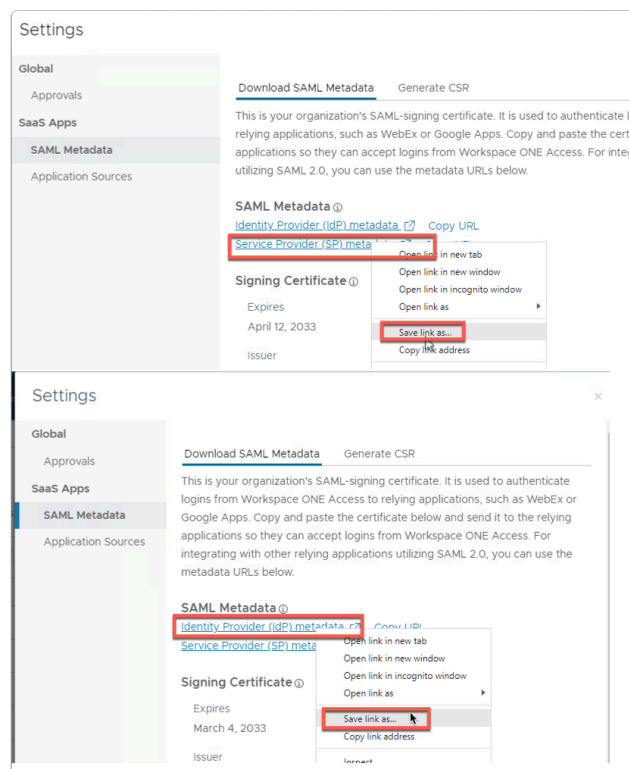 Settings
Global
Approvals
SaaS Apps
SAML Metadata
Application Sources
Download SAML Metadata Generate CSR
This is your organization's SAML-signing certificate. It is used to authenticate
relying applications, such as WebEx or Google Apps. Copy and paste the cert
applications so they can accept logins from Workspace ONE Access. For inte
utilizing SAML 2.0, you can use the metadata URLs below.
SAML Metadata
Identity Provider (IdP) metadata Copy URL
Service Provider (SP) meta
Open link in new tab
Open link in new window
Open link in incognito window
Open link as
Save link as...
Copy link address
Signing Certificate
Expires
April 12, 2033
Issuer
Settings
Global
Approvals
SaaS Apps
SAML Metadata
Application Sources
Download SAML Metadata Generate CSR
This is your organization's SAML-signing certificate. It is used to authenticate
logins from Workspace ONE Access to relying applications, such as WebEx or
Google Apps. Copy and paste the certificate below and send it to the relying
applications so they can accept logins from Workspace ONE Access. For
integrating with other relying applications utilizing SAML 2.0, you can use the
metadata URLs below.
SAML Metadata
Identity Provider (IdP) metadata Copy URL
Service Provider (SP) meta
Open link in new tab
Open link in new window
Open link in incognito window
Open link as
Save link as...
Copy link address
Inspect
Signing Certificate
Expires
March 4, 2033
Issuer